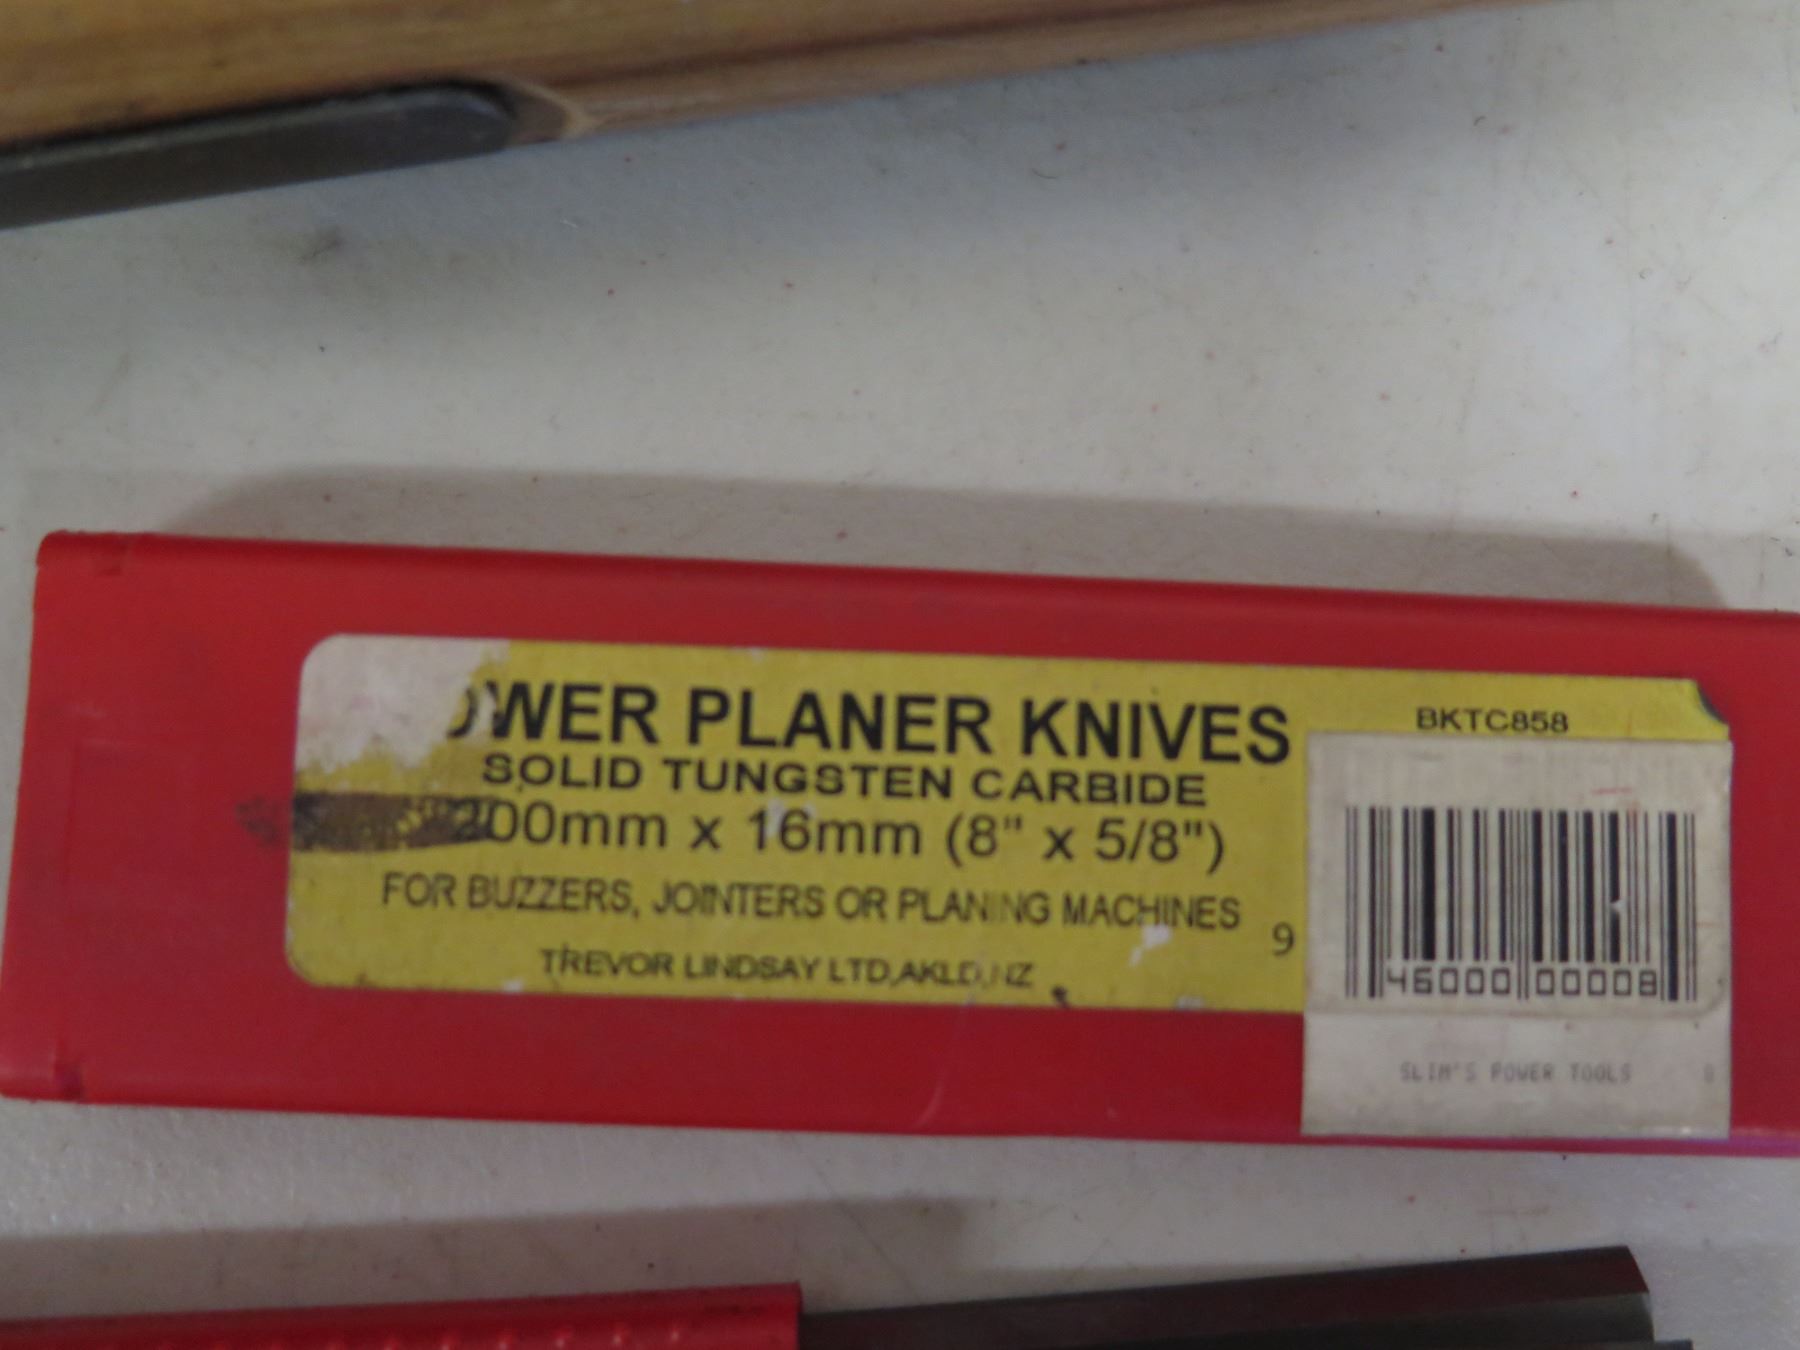 OWER PLANER KNIVES
BKTC858
SOLID TUNGSTEN CARBIDE
200mm x 16mm (8" x 5/8")
FOR BUZZERS, JOINTERS OR PLANING MACHINES
TREVOR LINDSAY LTD,AKLD,NZ
9
46000 00008
SLIM'S POWER TOOLS